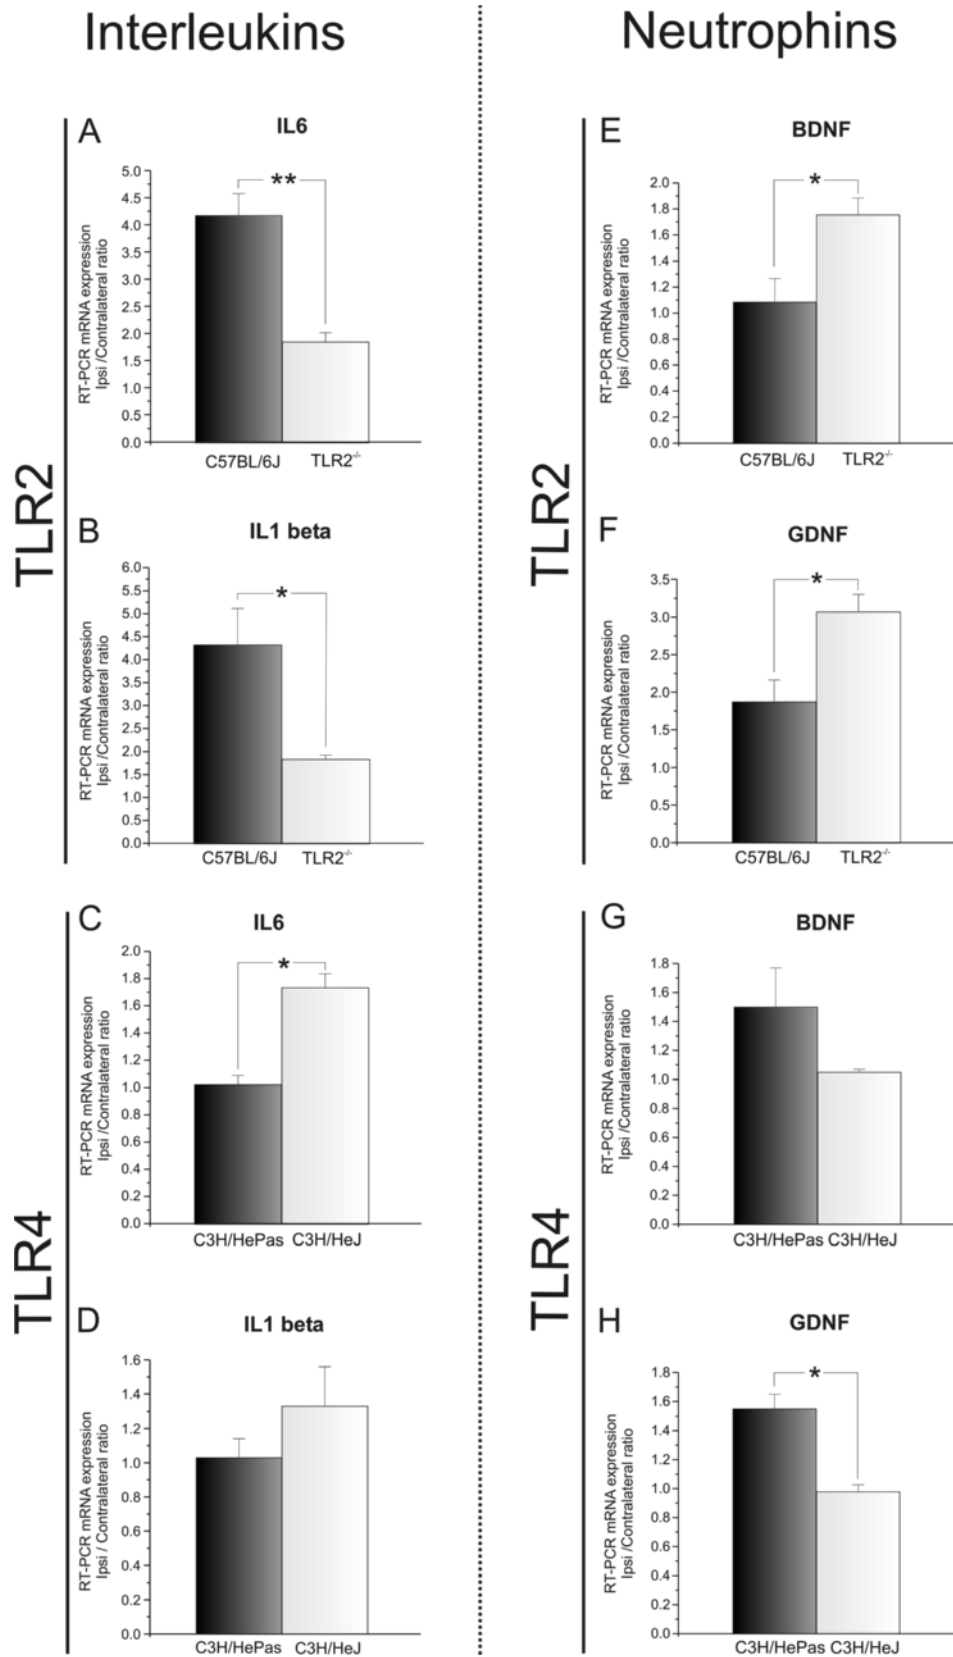 Interleukins
Neutrophins
TLR2
A
IL6
RT-PCR mRNA expression
Ipsi /Contralateral ratio
5.0
4.5
4.0
3.5
3.0
2.5
2.0
1.5
1.0
0.5
0.0
**
C57BL/6J TLR2-/-
B
IL1 beta
RT-PCR mRNA expression
Ipsi /Contralateral ratio
6.0
5.5
5.0
4.5
4.0
3.5
3.0
2.5
2.0
1.5
1.0
0.5
0.0
*
C57BL/6J TLR2-/-
TLR4
C
IL6
RT-PCR mRNA expression
Ipsi /Contralateral ratio
2.0
1.8
1.6
1.4
1.2
1.0
0.8
0.6
0.4
0.2
0.0
*
C3H/HePas C3H/HeJ
D
IL1 beta
RT-PCR mRNA expression
Ipsi / Contralateral ratio
1.6
1.4
1.2
1.0
0.8
0.6
0.4
0.2
0.0
C3H/HePas C3H/HeJ
TLR2
E
BDNF
RT-PCR mRNA expression
Ipsi /Contralateral ratio
2.0
1.8
1.6
1.4
1.2
1.0
0.8
0.6
0.4
0.2
0.0
*
C57BL/6J TLR2-/-
F
GDNF
RT-PCR mRNA expression
Ipsi /Contralateral ratio
3.5
3.0
2.5
2.0
1.5
1.0
0.5
0.0
*
C57BL/6J TLR2-/-
TLR4
G
BDNF
RT-PCR mRNA expression
Ipsi /Contralateral ratio
1.8
1.6
1.4
1.2
1.0
0.8
0.6
0.4
0.2
0.0
C3H/HePas C3H/HeJ
H
GDNF
RT-PCR mRNA expression
Ipsi /Contralateral ratio
1.8
1.6
1.4
1.2
1.0
0.8
0.6
0.4
0.2
0.0
*
C3H/HePas C3H/HeJ